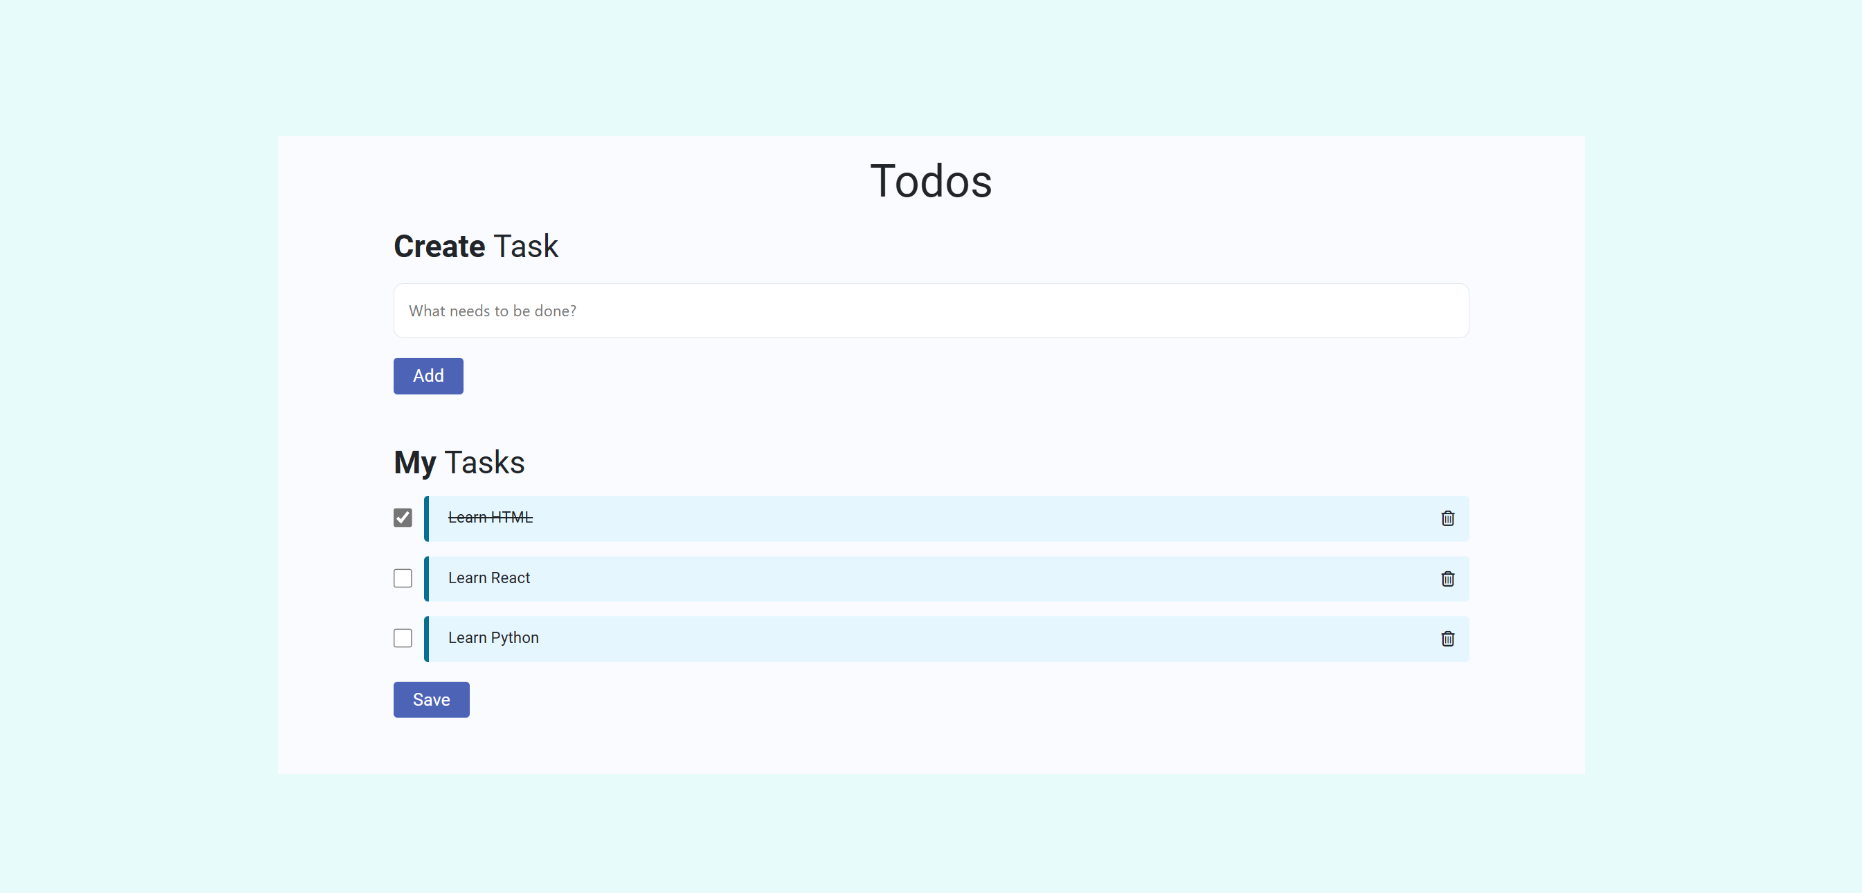 Todos
Create Task
What needs to be done?
Add
My Tasks
Learn HTML
Learn React
Learn Python
Save